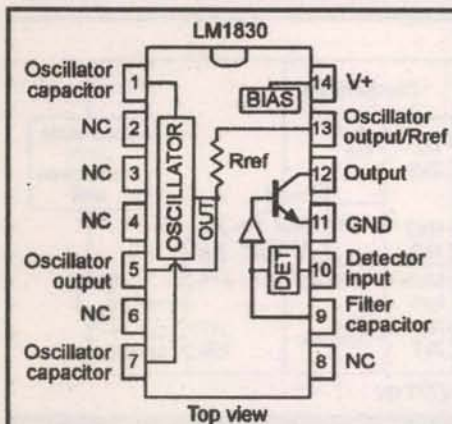 LM1830
Oscillator
capacitor
1
NC
2
NC
3
NC
4
Oscillator
output
5
NC
6
Oscillator
capacitor
7
OSCILLATOR
OUT
Rref
BIAS
DET
14
V+
13
Oscillator
output/Rref
12
Output
11
GND
10
Detector
input
9
Filter
capacitor
8
NC
Top view